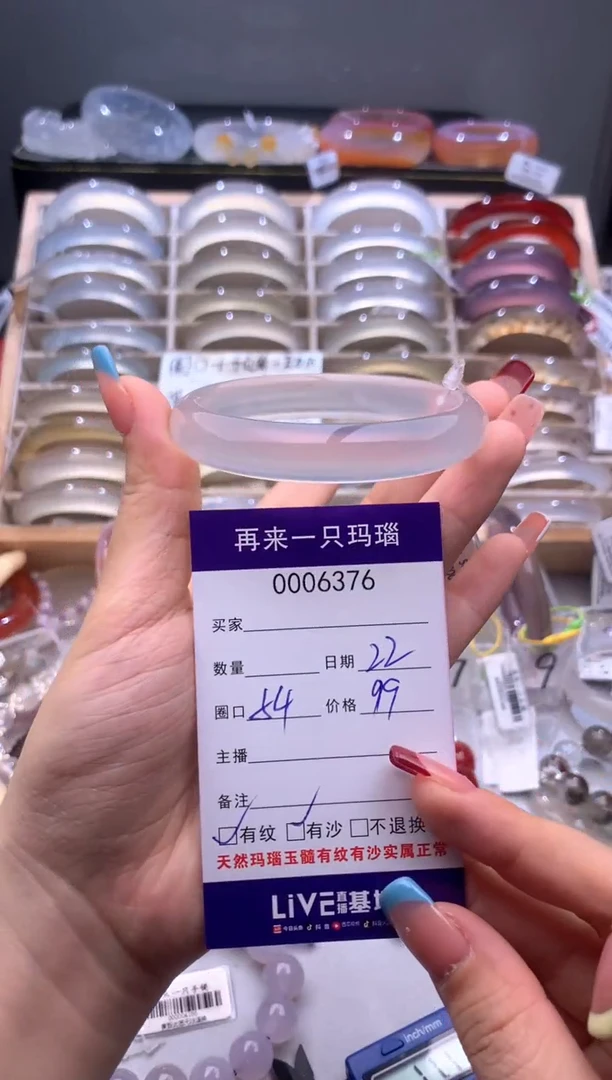 再来一只玛瑙
0006376
买家
数量 日期 22
圈口 54 价格 99
主播
备注
有纹 有沙 不退换
天然玛瑙玉髓有纹有沙实属正常
LiVE直播基
inch/mm